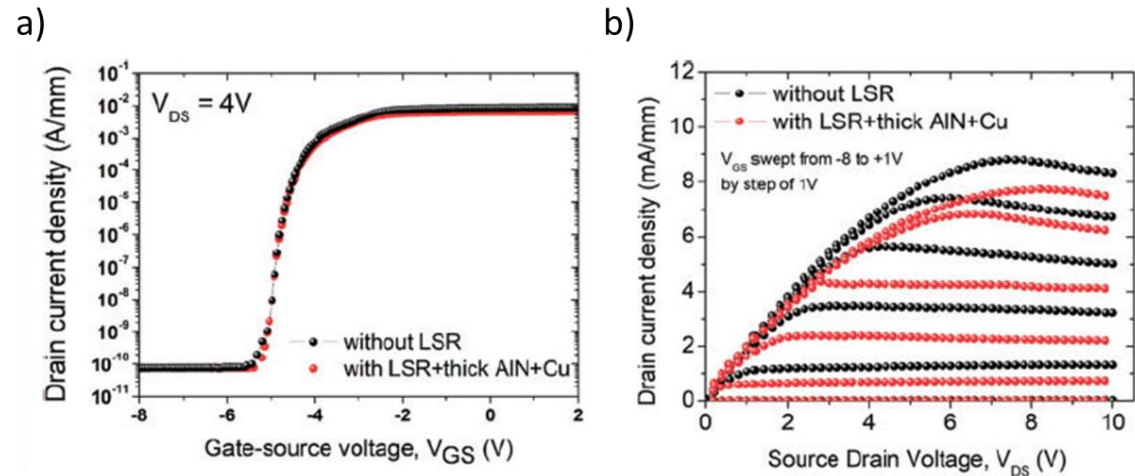 a)
10⁻¹
10⁻²
10⁻³
10⁻⁴
10⁻⁵
10⁻⁶
10⁻⁷
10⁻⁸
10⁻⁹
10⁻¹⁰
10⁻¹¹
Drain current density (A/mm)
V_DS = 4V
without LSR
with LSR+thick AlN+Cu
-8 -6 -4 -2 0 2
Gate-source voltage, V_GS (V)
b)
12
10
8
6
4
2
0
Drain current density (mA/mm)
without LSR
with LSR+thick AlN+Cu
V_GS swept from -8 to +1V
by step of 1V
0 2 4 6 8 10
Source Drain Voltage, V_DS (V)